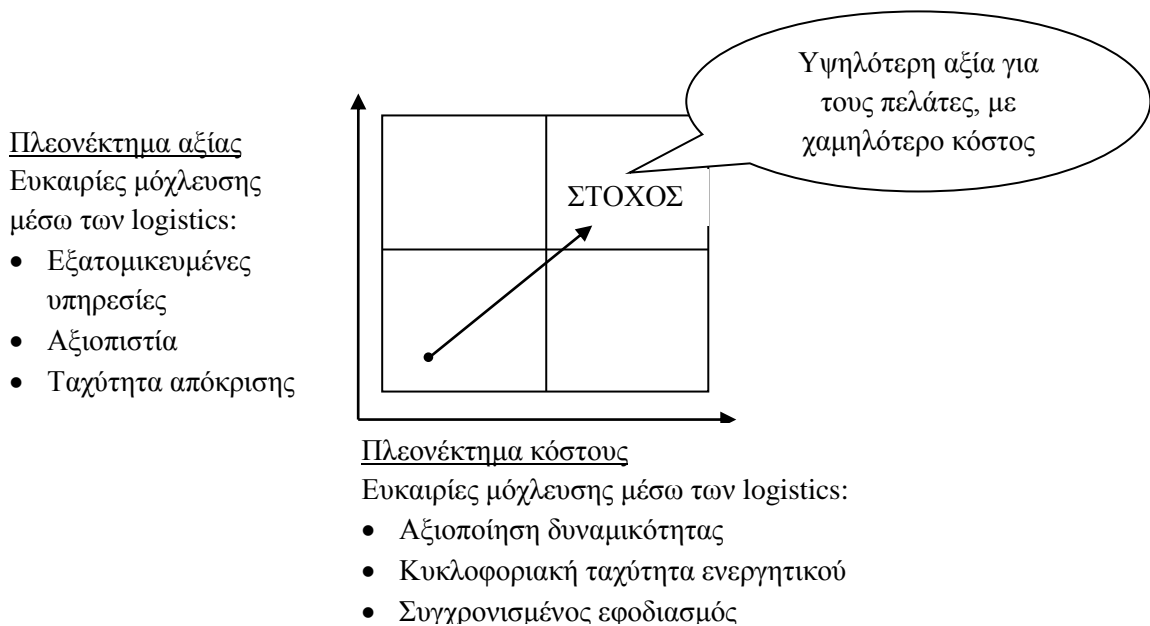 Υψηλότερη αξία για
τους πελάτες, με
χαμηλότερο κόστος
Πλεονέκτημα αξίας
Ευκαιρίες μόχλευσης
μέσω των logistics:
• Εξατομικευμένες
υπηρεσίες
• Αξιοπιστία
• Ταχύτητα απόκρισης
ΣΤΟΧΟΣ
Πλεονέκτημα κόστους
Ευκαιρίες μόχλευσης μέσω των logistics:
• Αξιοποίηση δυναμικότητας
• Κυκλοφοριακή ταχύτητα ενεργητικού
• Συγχρονισμένος εφοδιασμός